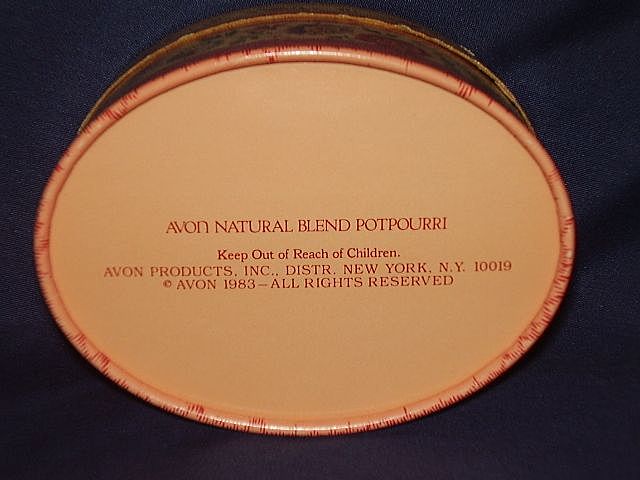 AVON NATURAL BLEND POTPOURRI
Keep Out of Reach of Children.
AVON PRODUCTS, INC., DISTR. NEW YORK, N.Y. 10019
© AVON 1983 — ALL RIGHTS RESERVED